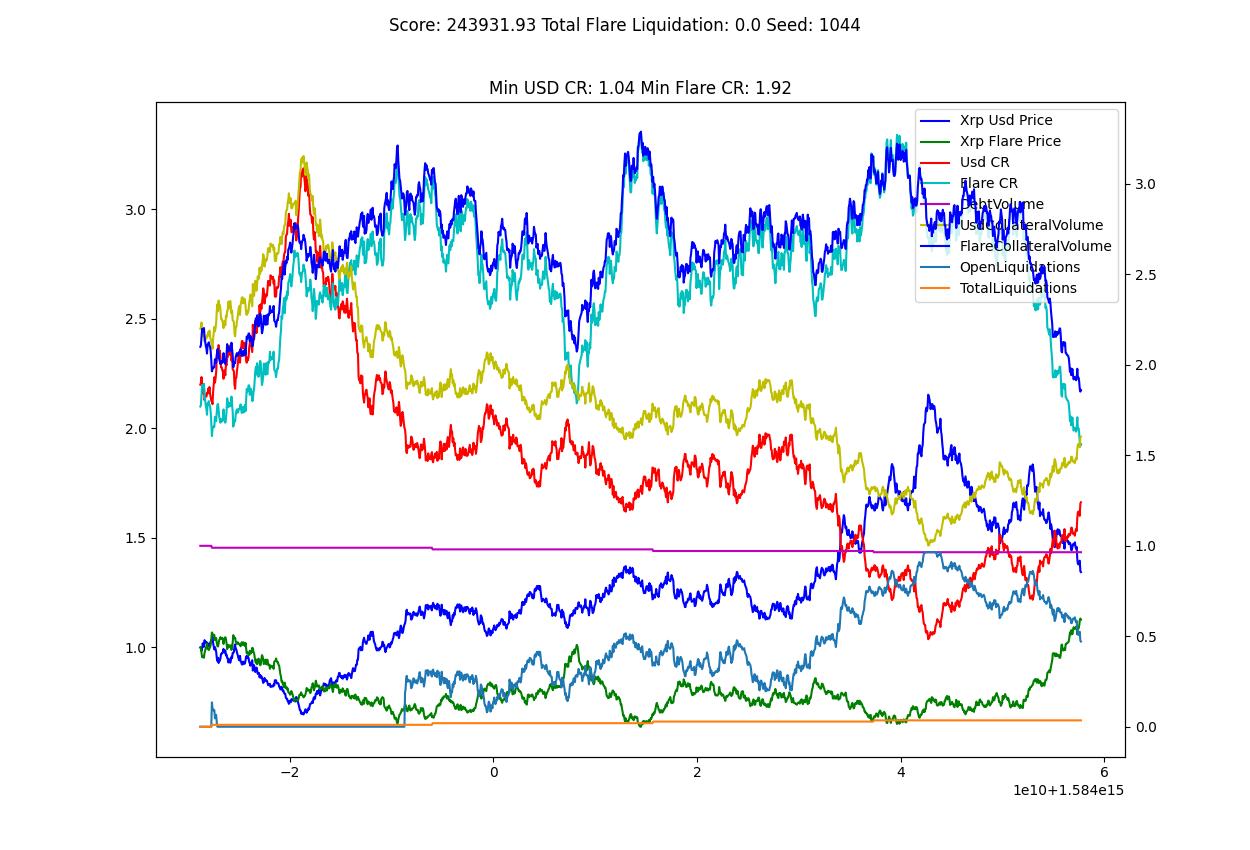 Score: 243931.93 Total Flare Liquidation: 0.0 Seed: 1044
Min USD CR: 1.04 Min Flare CR: 1.92
Xrp Usd Price
Xrp Flare Price
Usd CR
Flare CR
DebtVolume
UsdCollateralVolume
FlareCollateralVolume
OpenLiquidations
TotalLiquidations
3.0
2.5
2.0
1.5
1.0
3.0
2.5
2.0
1.5
1.0
0.5
0.0
−2 0 2 4 6
1e10+1.584e15